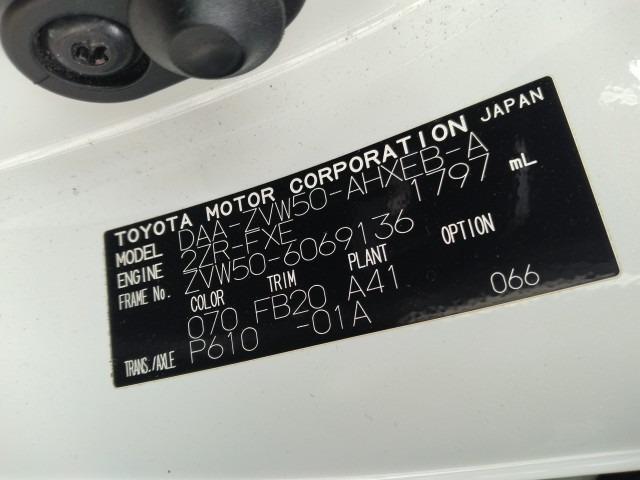 TOYOTA MOTOR CORPORATION JAPAN
MODEL DAA-ZVW50-AHXEB-A
ENGINE 2ZR-FXE 1797 mL
FRAME No. ZVW50-6069136
COLOR TRIM PLANT OPTION
070 FB20 A41 066
TRANS./AXLE P610 -01A